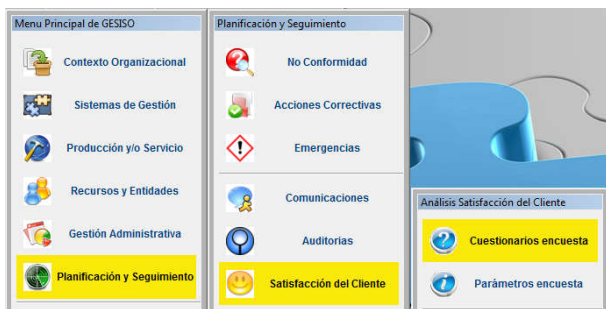 Menu Principal de GESISO
Contexto Organizacional
Sistemas de Gestión
Producción y/o Servicio
Recursos y Entidades
Gestión Administrativa
Planificación y Seguimiento
Planificación y Seguimiento
No Conformidad
Acciones Correctivas
Emergencias
Comunicaciones
Auditorias
Satisfacción del Cliente
Análisis Satisfacción del Cliente
Cuestionarios encuesta
Parámetros encuesta